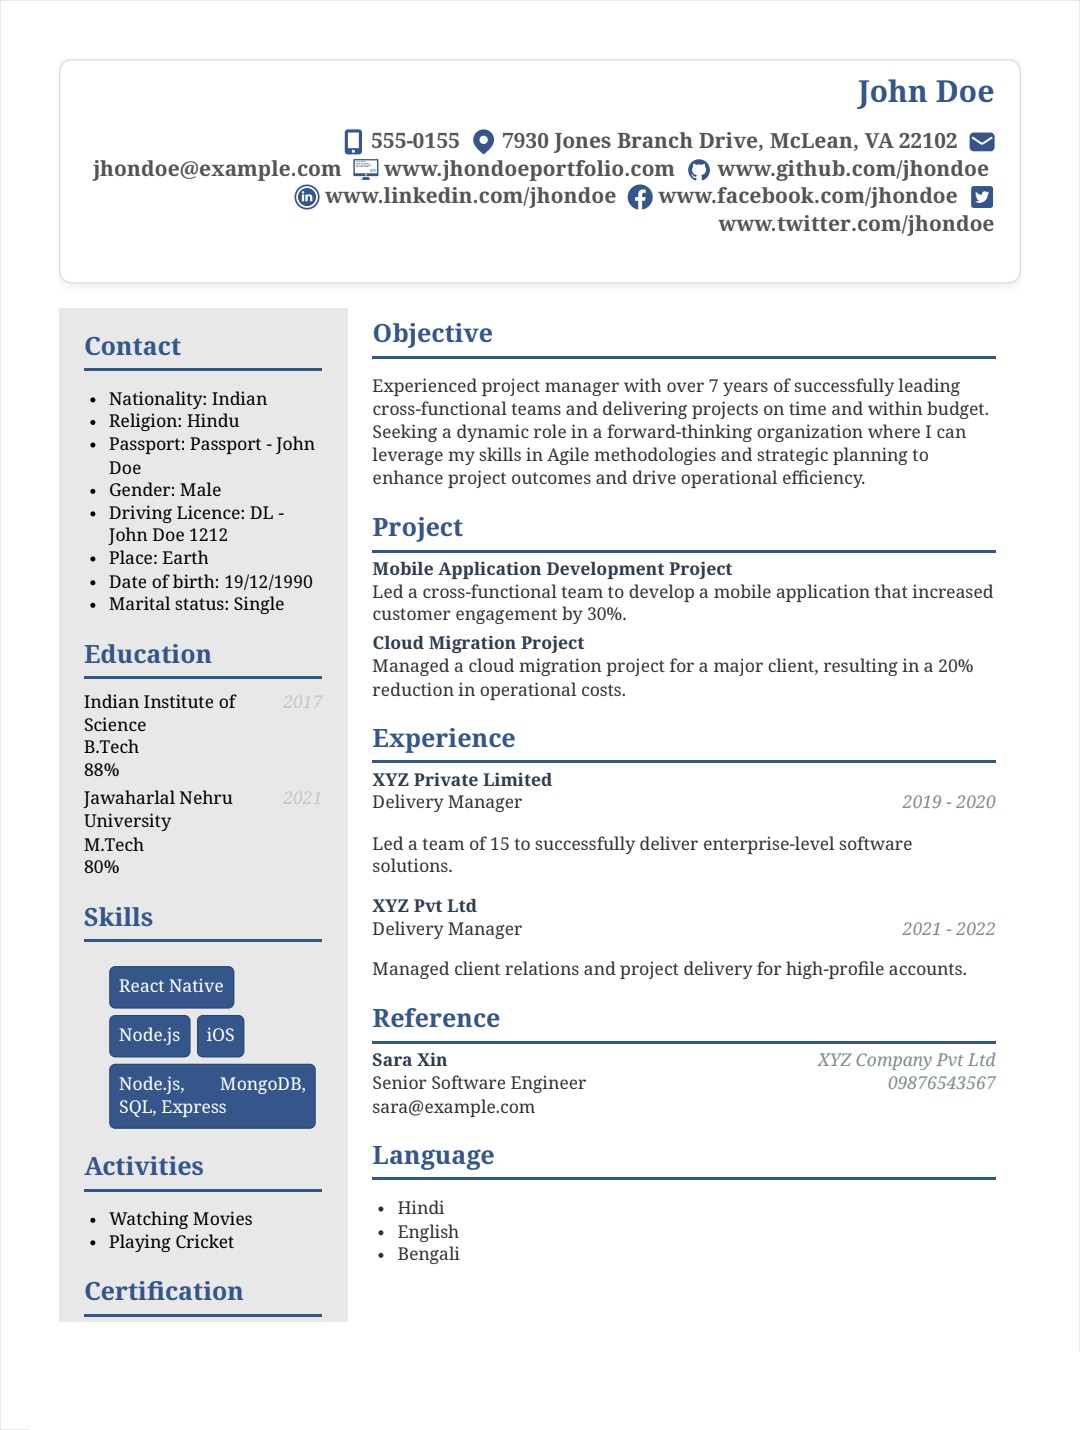 John Doe
555-0155 7930 Jones Branch Drive, McLean, VA 22102
jhondoe@example.com www.jhondoeportfolio.com www.github.com/jhondoe
www.linkedin.com/jhondoe www.facebook.com/jhondoe
www.twitter.com/jhondoe
Contact
• Nationality: Indian
• Religion: Hindu
• Passport: Passport - John
Doe
• Gender: Male
• Driving Licence: DL -
John Doe 1212
• Place: Earth
• Date of birth: 19/12/1990
• Marital status: Single
Education
Indian Institute of 2017
Science
B.Tech
88%
Jawaharlal Nehru 2021
University
M.Tech
80%
Skills
React Native
Node.js iOS
Node.js, MongoDB,
SQL, Express
Activities
• Watching Movies
• Playing Cricket
Certification
Objective
Experienced project manager with over 7 years of successfully leading
cross-functional teams and delivering projects on time and within budget.
Seeking a dynamic role in a forward-thinking organization where I can
leverage my skills in Agile methodologies and strategic planning to
enhance project outcomes and drive operational efficiency.
Project
Mobile Application Development Project
Led a cross-functional team to develop a mobile application that increased
customer engagement by 30%.
Cloud Migration Project
Managed a cloud migration project for a major client, resulting in a 20%
reduction in operational costs.
Experience
XYZ Private Limited
Delivery Manager 2019 - 2020
Led a team of 15 to successfully deliver enterprise-level software
solutions.
XYZ Pvt Ltd
Delivery Manager 2021 - 2022
Managed client relations and project delivery for high-profile accounts.
Reference
Sara Xin XYZ Company Pvt Ltd
Senior Software Engineer 09876543567
sara@example.com
Language
• Hindi
• English
• Bengali